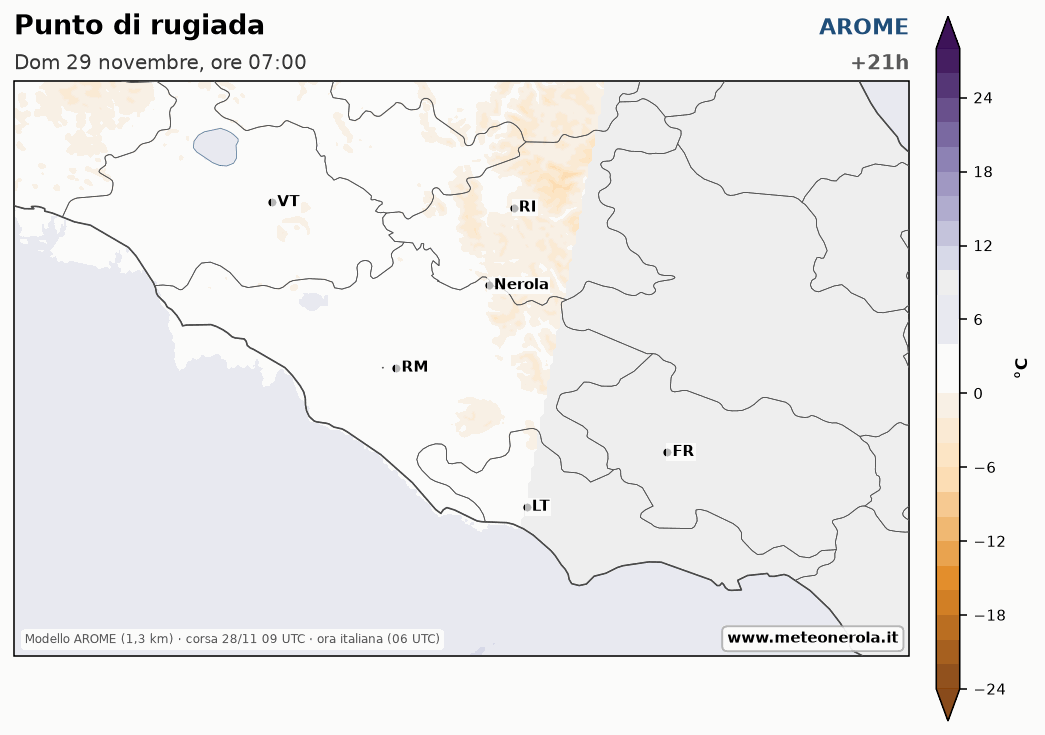 Punto di rugiada
AROME
Dom 29 novembre, ore 07:00
+21h
VT
RI
Nerola
RM
FR
LT
Modello AROME (1,3 km) · corsa 28/11 09 UTC · ora italiana (06 UTC)
www.meteonerola.it
24
18
12
6
0
−6
−12
−18
−24
°C